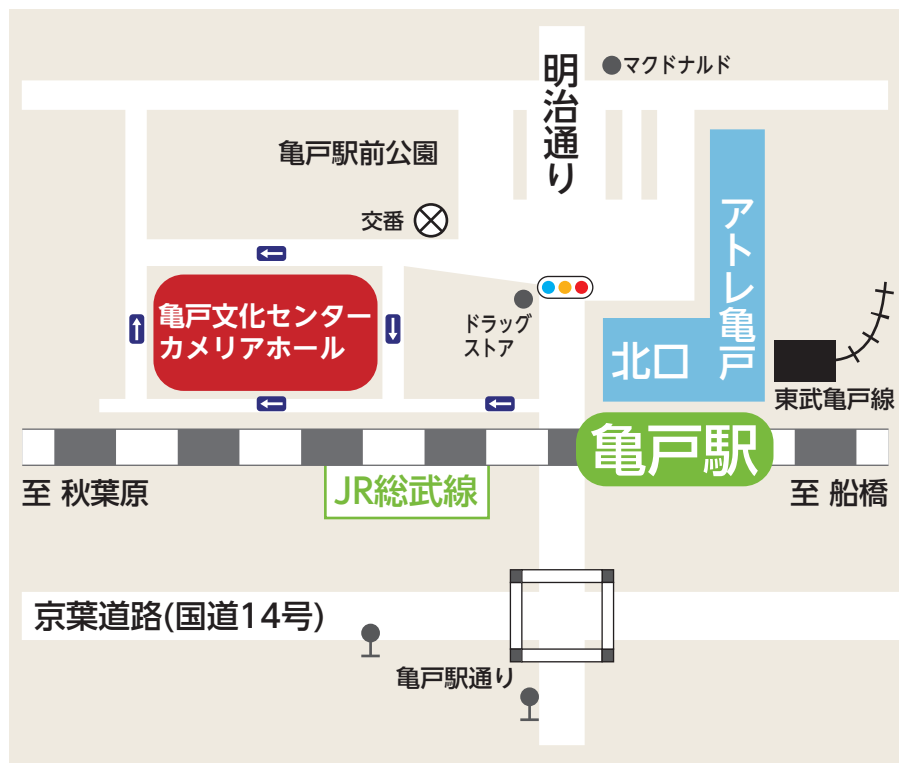 明治通り
マクドナルド
亀戸駅前公園
交番
アトレ亀戸
亀戸文化センター
カメリアホール
ドラッグ
ストア
北口
東武亀戸線
亀戸駅
至 秋葉原
JR総武線
至 船橋
京葉道路(国道14号)
亀戸駅通り